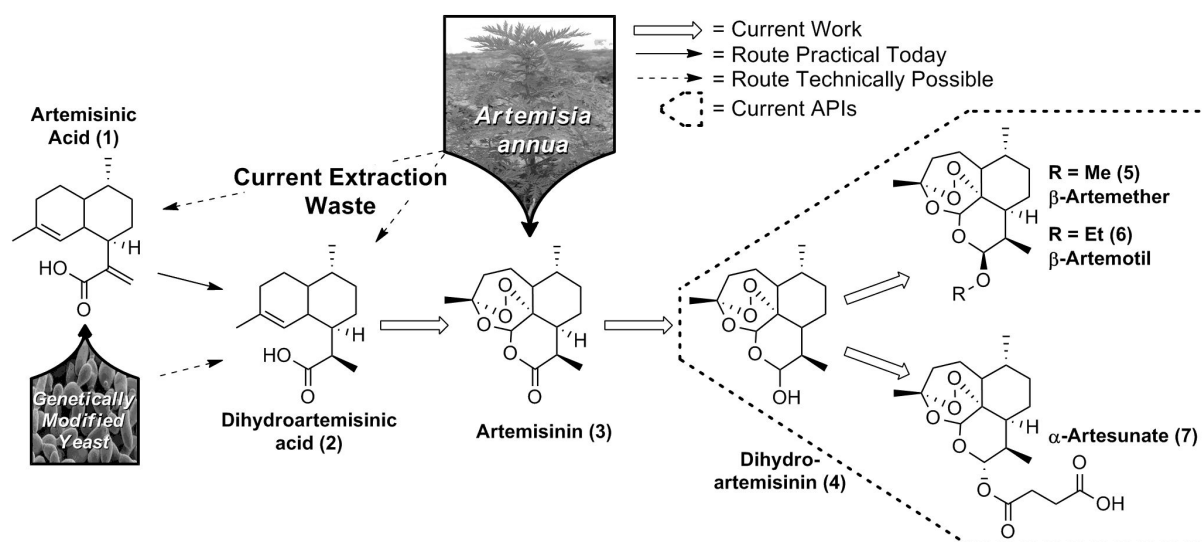 = Current Work
= Route Practical Today
= Route Technically Possible
= Current APIs
Artemisia
annua
Artemisinic
Acid (1)
Current Extraction
Waste
H
HO
O
Genetically
Modified
Yeast
H
HO
O
Dihydroartemisinic
acid (2)
O
O
O
H
O
O
Artemisinin (3)
O
O
O
O
OH
Dihydro-
artemisinin (4)
O
O
O
H
O
O
R
R = Me (5)
β-Artemether
R = Et (6)
β-Artemotil
O
O
O
H
O
O
O
O
OH
α-Artesunate (7)